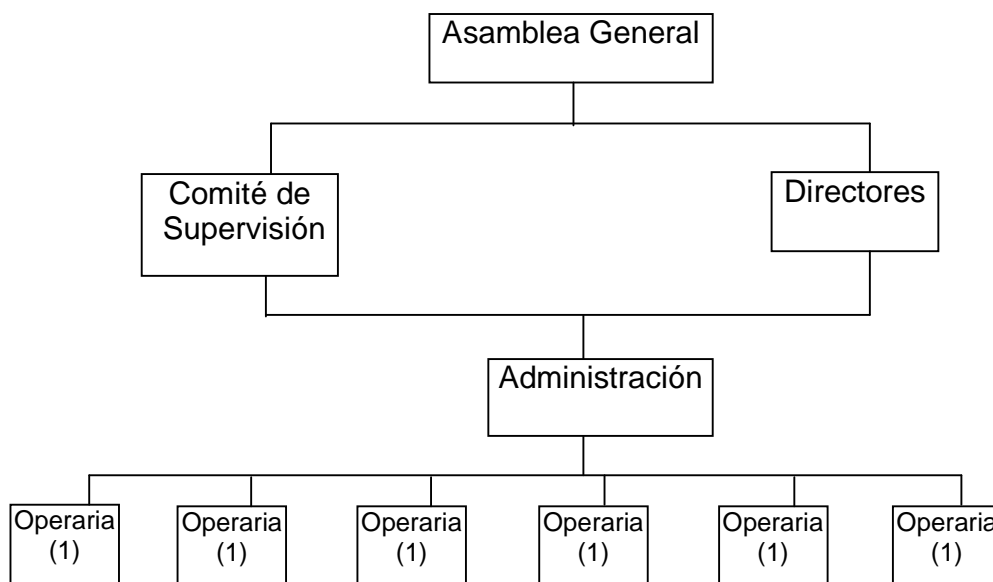 Asamblea General
Comité de
Supervisión
Directores
Administración
Operaria
(1)
Operaria
(1)
Operaria
(1)
Operaria
(1)
Operaria
(1)
Operaria
(1)